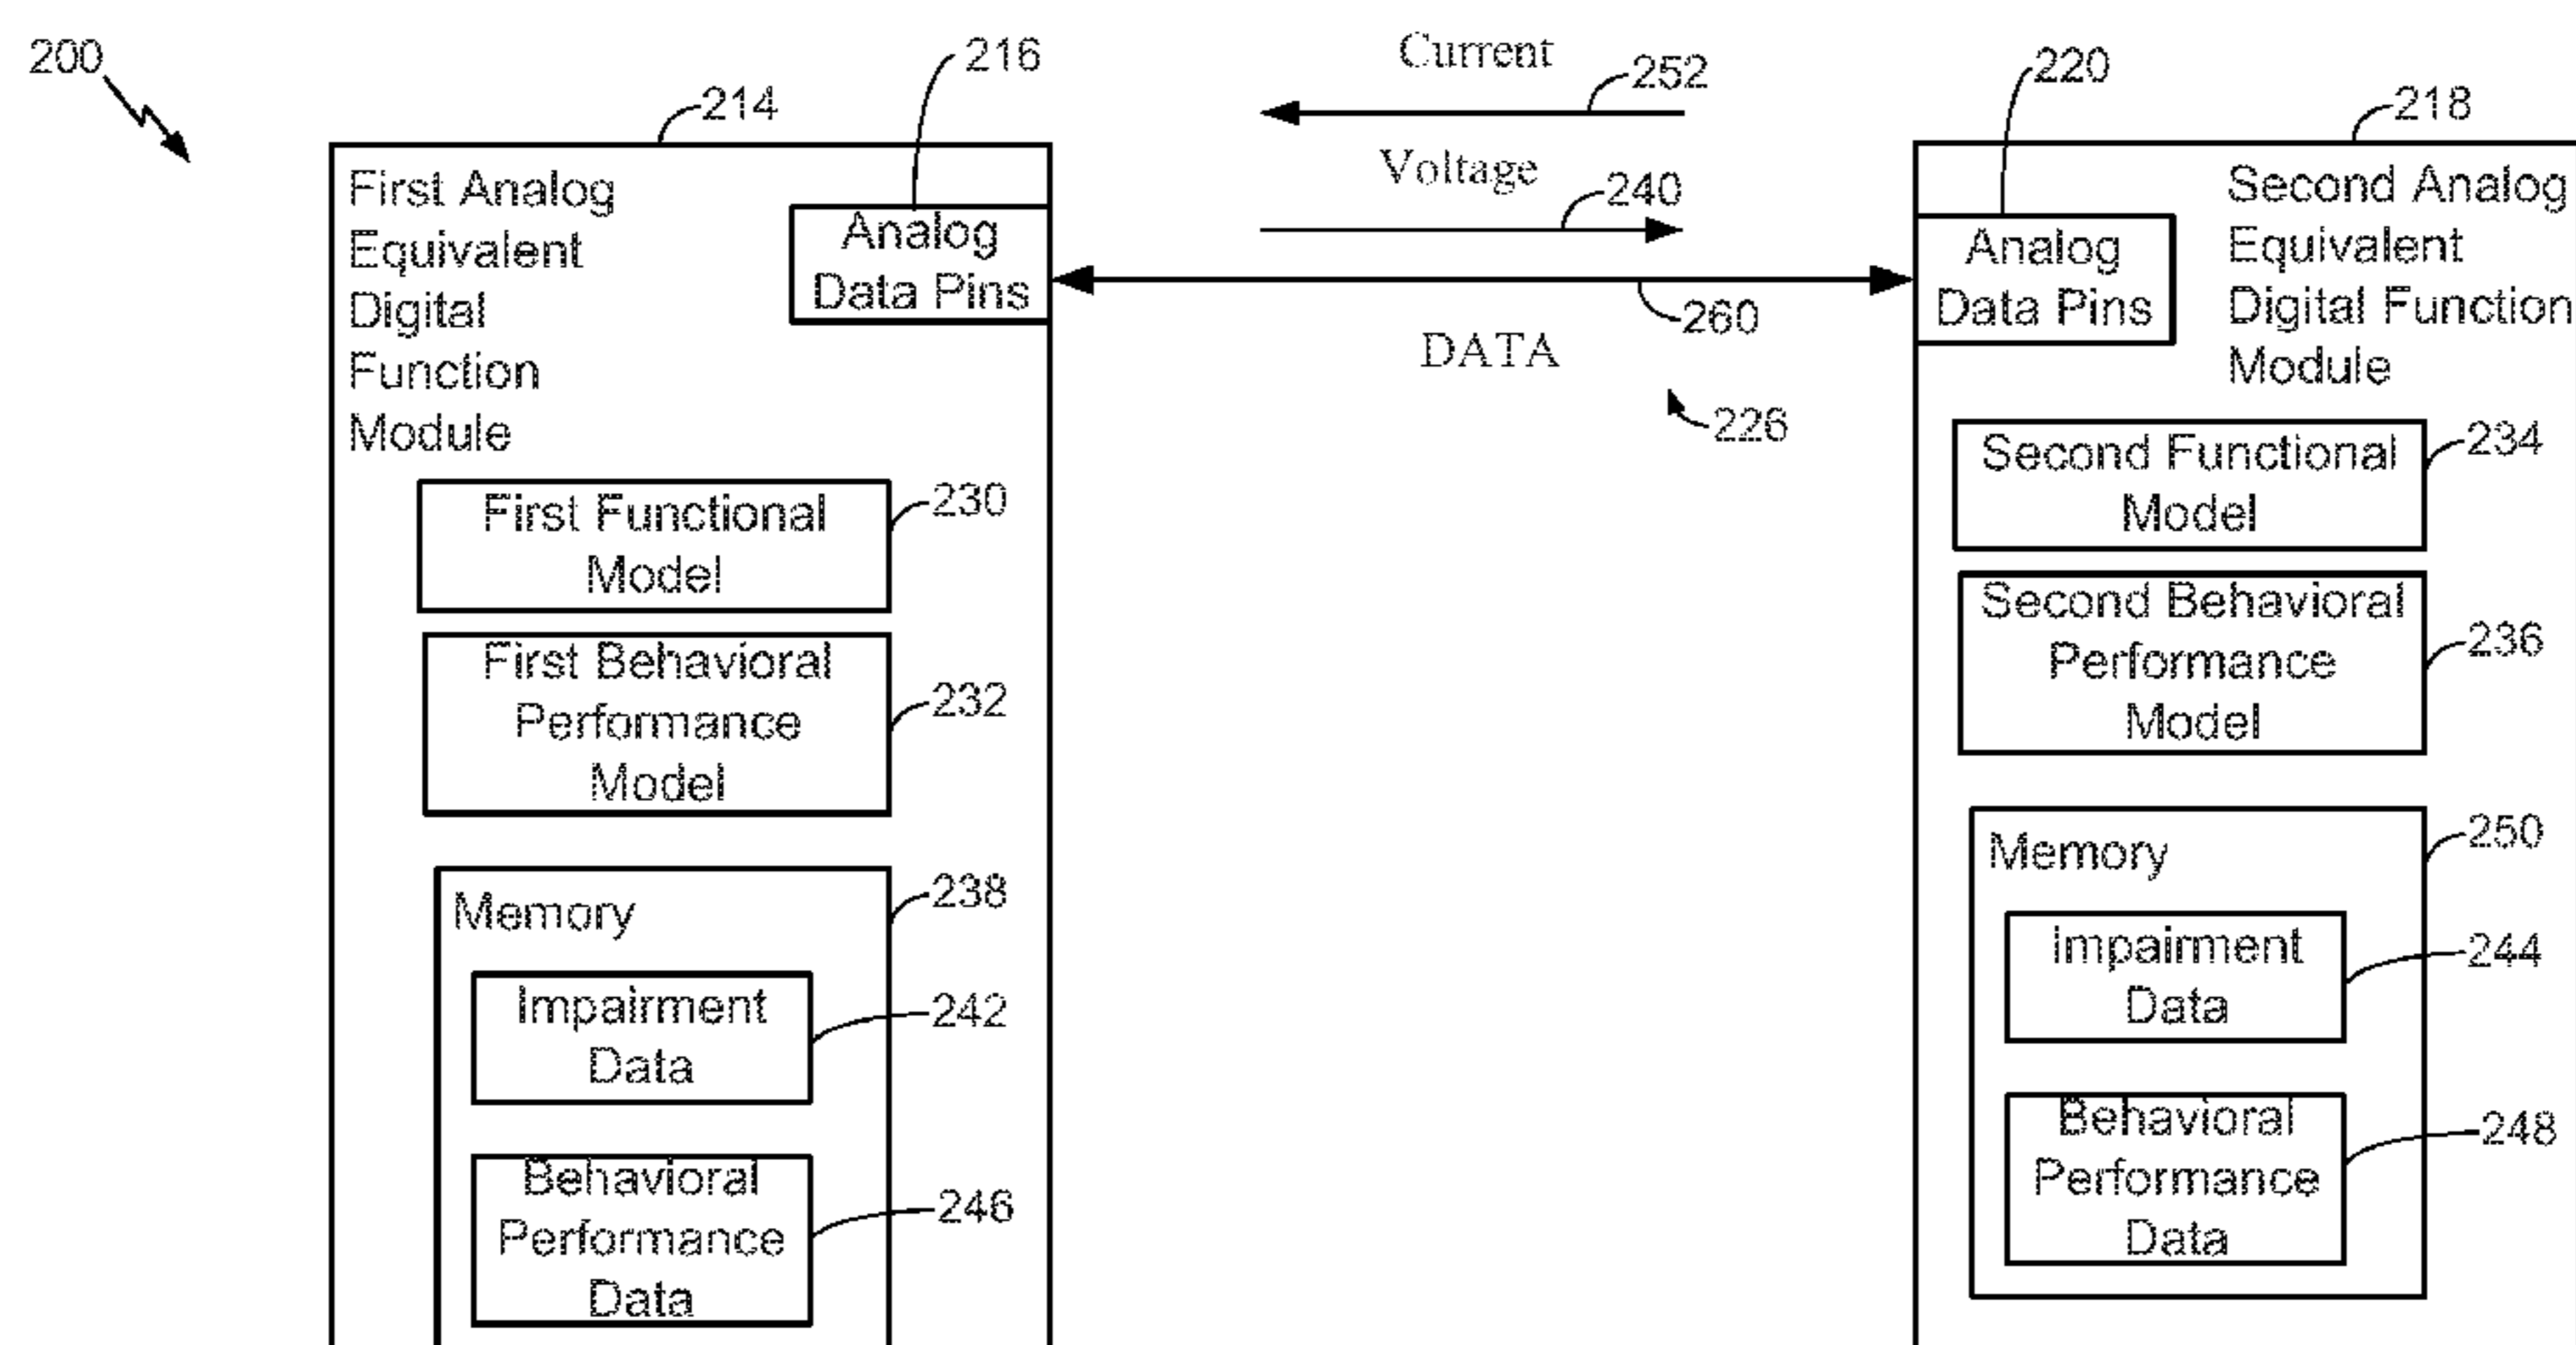 200
214
216
First Analog
Equivalent
Digital
Function
Module
Analog
Data Pins
First Functional
Model
230
First Behavioral
Performance
Model
232
Memory
238
Impairment
Data
242
Behavioral
Performance
Data
246
Current
252
Voltage
240
260
DATA
226
220
218
Analog
Data Pins
Second Analog
Equivalent
Digital Function
Module
Second Functional
Model
234
Second Behavioral
Performance
Model
236
Memory
250
Impairment
Data
244
Behavioral
Performance
Data
248